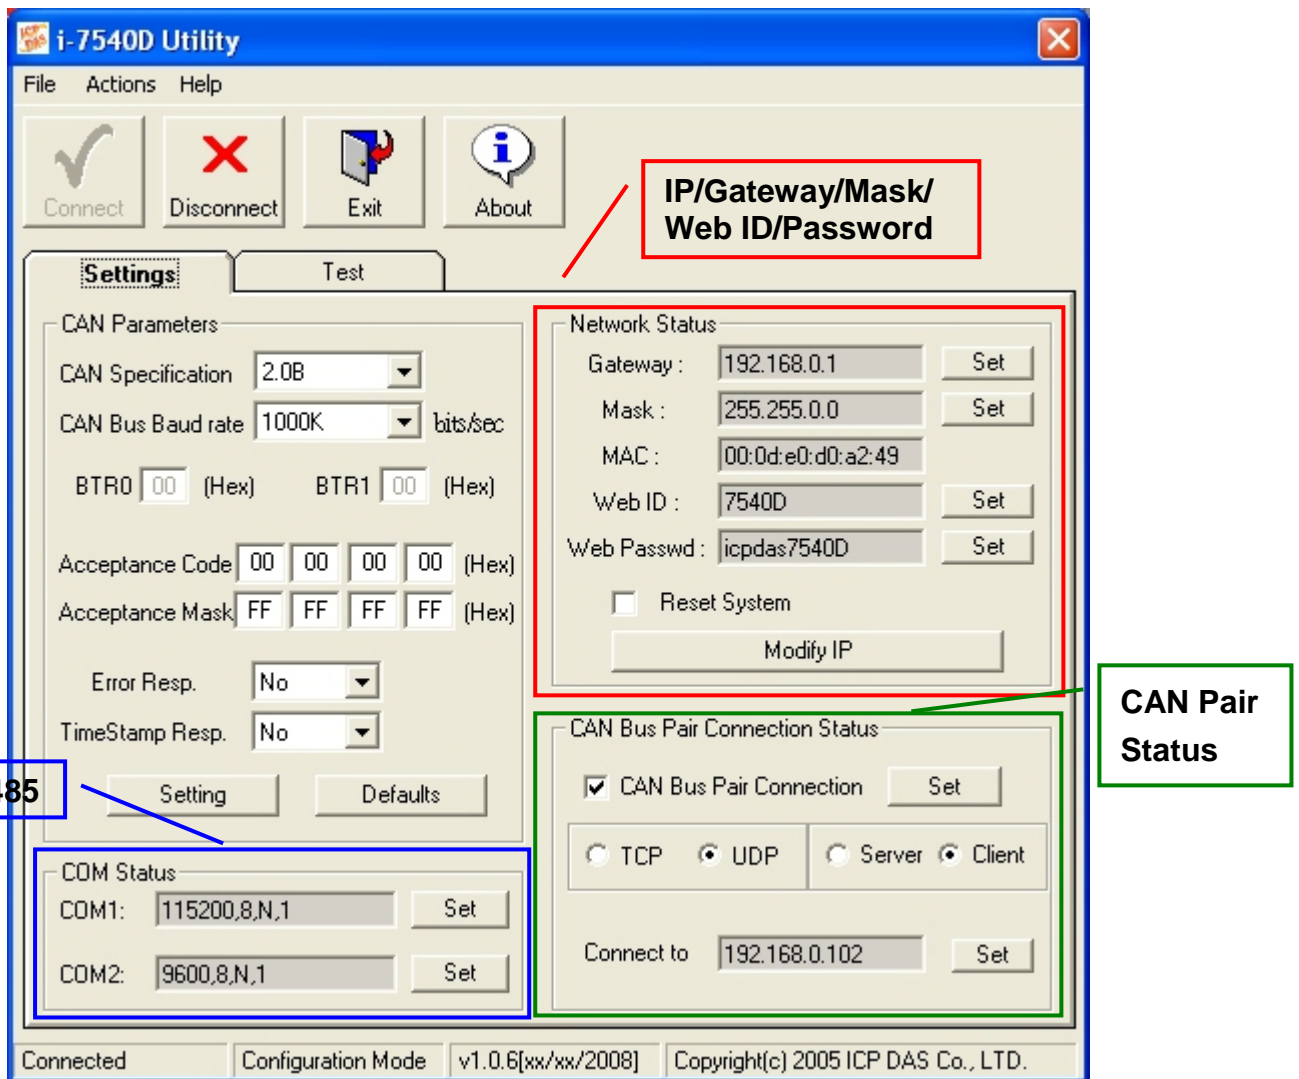 i-7540D Utility
File Actions Help
Connect Disconnect Exit About
IP/Gateway/Mask/
Web ID/Password
Settings Test
CAN Parameters
CAN Specification 2.0B
CAN Bus Baud rate 1000K bits/sec
BTR0 00 (Hex) BTR1 00 (Hex)
Acceptance Code 00 00 00 00 (Hex)
Acceptance Mask FF FF FF FF (Hex)
Error Resp. No
TimeStamp Resp. No
Setting Defaults
485
COM Status
COM1: 115200,8,N,1 Set
COM2: 9600,8,N,1 Set
Network Status
Gateway : 192.168.0.1 Set
Mask : 255.255.0.0 Set
MAC : 00:0d:e0:d0:a2:49
Web ID : 7540D Set
Web Passwd : icpdas7540D Set
Reset System
Modify IP
CAN Bus Pair Connection Status
CAN Bus Pair Connection Set
TCP UDP Server Client
Connect to 192.168.0.102 Set
CAN Pair
Status
Connected Configuration Mode v1.0.6[xx/xx/2008] Copyright(c) 2005 ICP DAS Co., LTD.